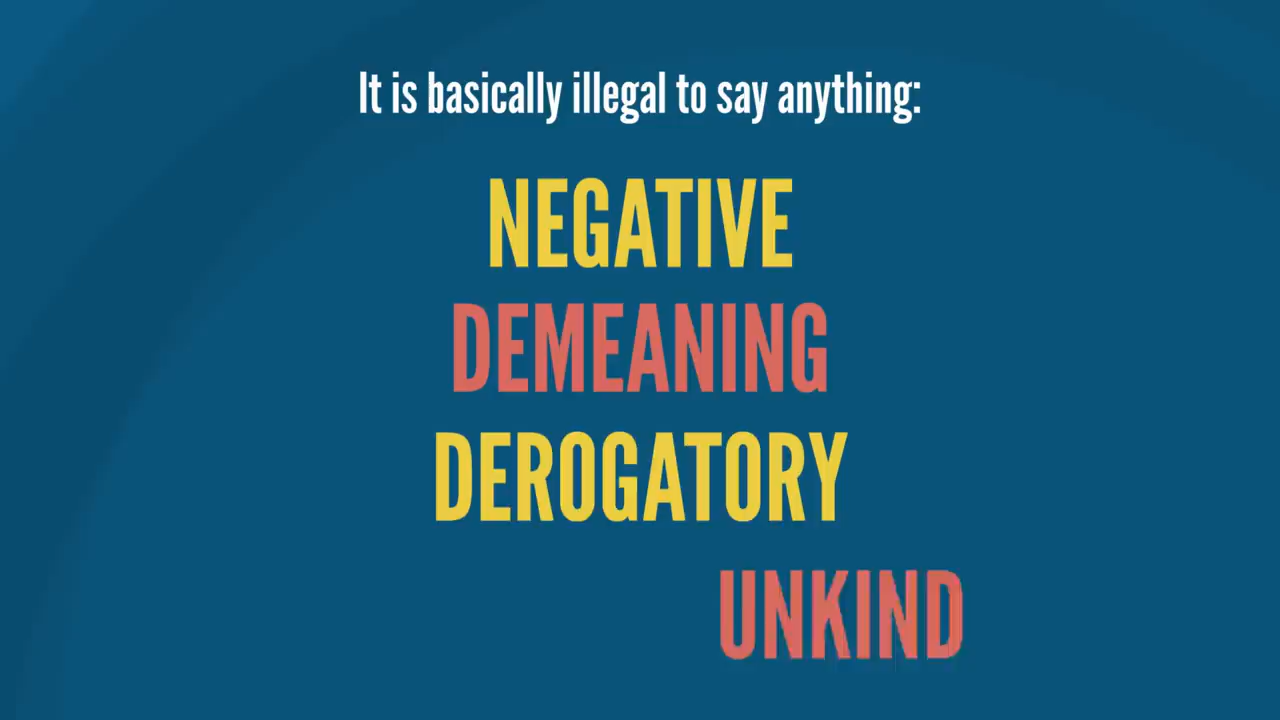 It is basically illegal to say anything:
NEGATIVE
DEMEANING
DEROGATORY
UNKIND